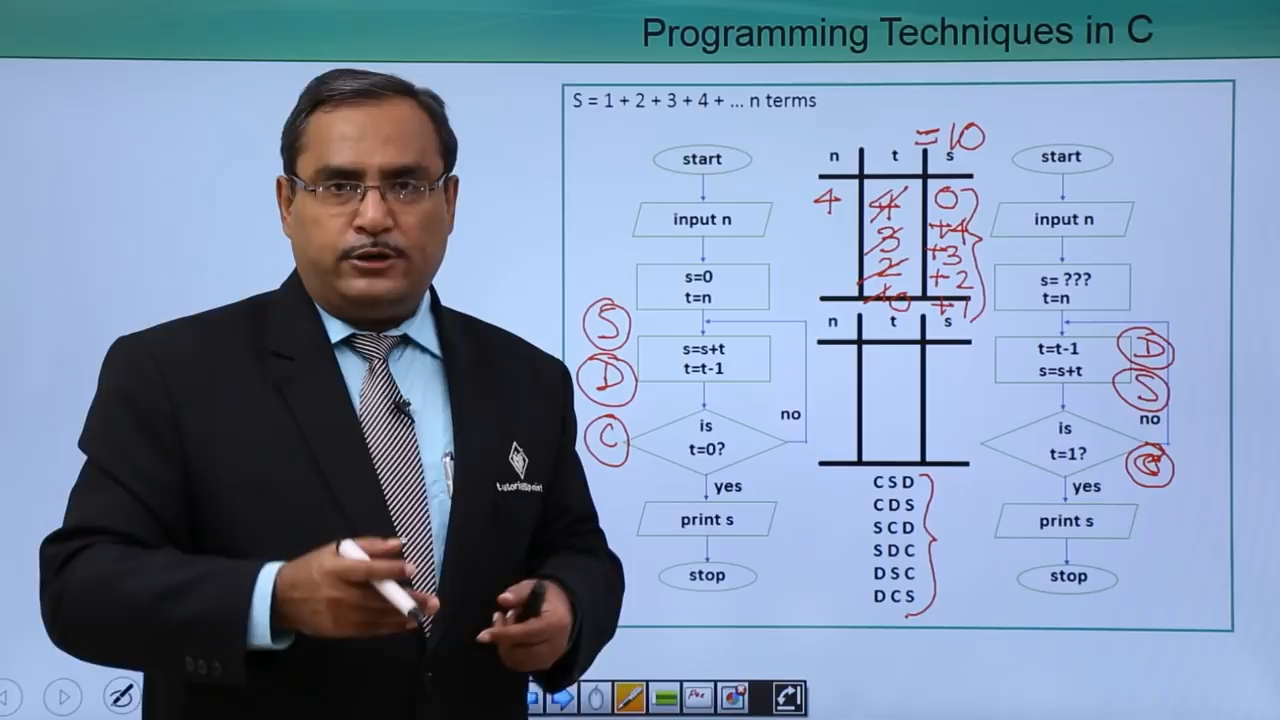 Programming Techniques in C
S = 1 + 2 + 3 + 4 + ... n terms
start
input n
s=0
t=n
S
D
s=s+t
t=t-1
C
is
t=0?
no
yes
print s
stop
=10
n t s
4 4 0
3 +4
2 +3
1 0 +2
+1
n t s
C S D
C D S
S C D
S D C
D S C
D C S
start
input n
s= ???
t=n
t=t-1
s=s+t
D
S
no
is
t=1?
C
yes
print s
stop
tutorialspoint
Pen